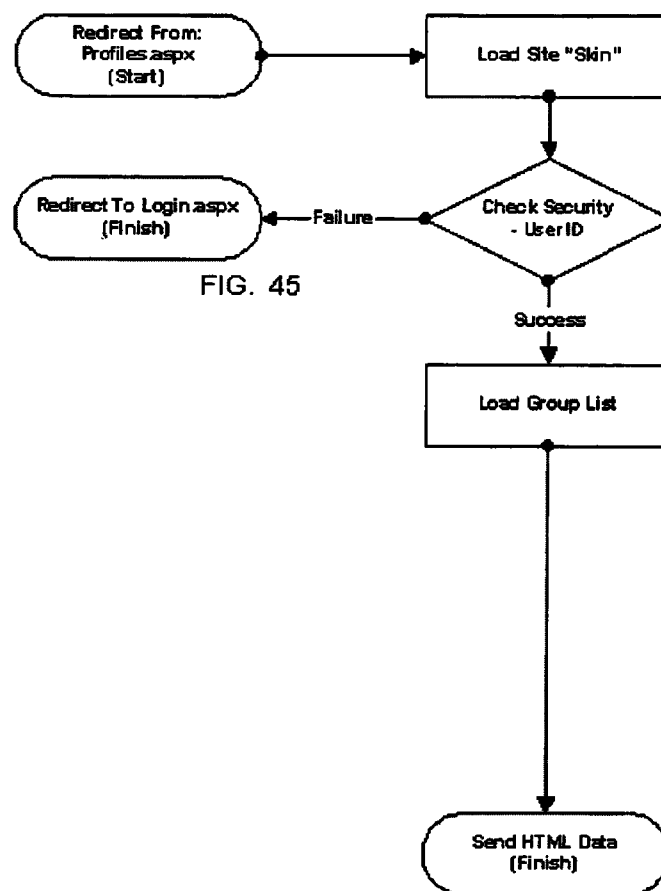 Redirect From:
Profiles.aspx
(Start)
Load Site "Skin"
Redirect To Login.aspx
(Finish)
Failure
Check Security
- UserID
FIG. 45
Success
Load Group List
Send HTML Data
(Finish)